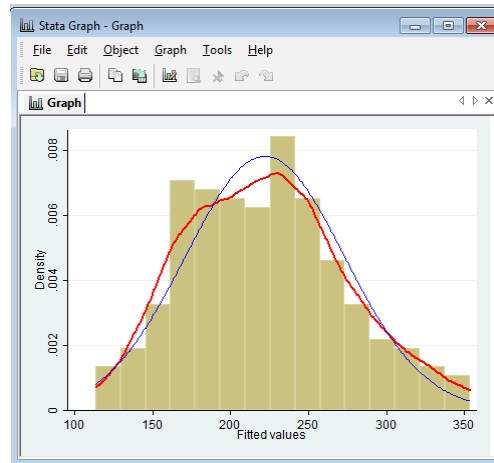 Stata Graph - Graph
File Edit Object Graph Tools Help
Graph
.008
.006
.004
.002
0
Density
100 150 200 250 300 350
Fitted values